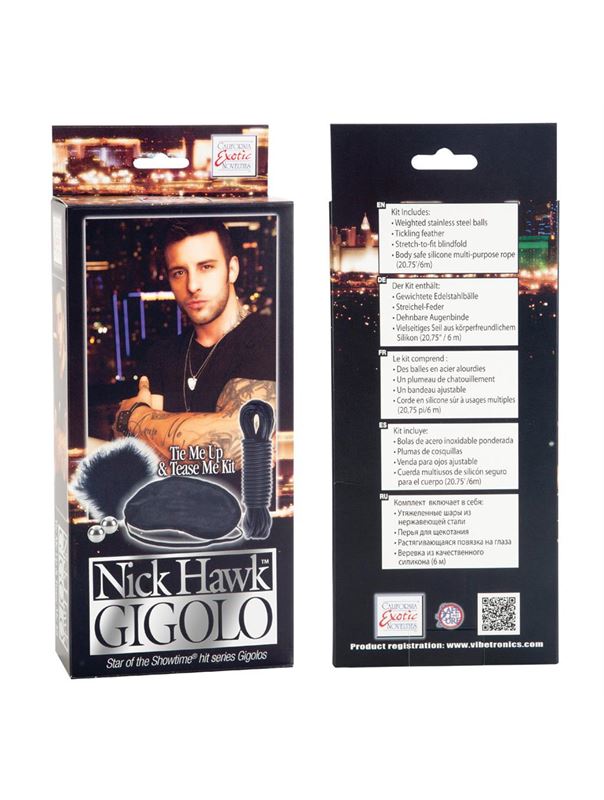 CALIFORNIA
Exotic
NOVELTIES
Tie Me Up
& Tease Me Kit
Nick Hawk™
GIGOLO
Star of the Showtime® hit series Gigolos
EN
Kit Includes:
• Weighted stainless steel balls
• Tickling feather
• Stretch-to-fit blindfold
• Body safe silicone multi-purpose rope
(20.75'/6m)
DE
Der Kit enthält:
• Gewichtete Edelstahlbälle
• Streichel-Feder
• Dehnbare Augenbinde
• Vielseitiges Seil aus körperfreundlichem
Silikon (20,75" / 6 m)
FR
Le kit comprend :
• Des balles en acier alourdies
• Un plumeau de chatouillement
• Un bandeau ajustable
• Corde en silicone sûr à usages multiples
(20,75 pi/6 m)
ES
Kit incluye:
• Bolas de acero inoxidable ponderada
• Plumas de cosquillas
• Venda para ojos ajustable
• Cuerda multiusos de silicón seguro
para el cuerpo (20.75'/6m)
RU
Комплект включает в себя:
• Утяжеленные шары из
нержавеющей стали
• Перья для щекотания
• Растягивающаяся повязка на глаза
• Веревка из качественного
силикона (6 м)
CALIFORNIA
Exotic
NOVELTIES
Product registration: www.vibetronics.com™